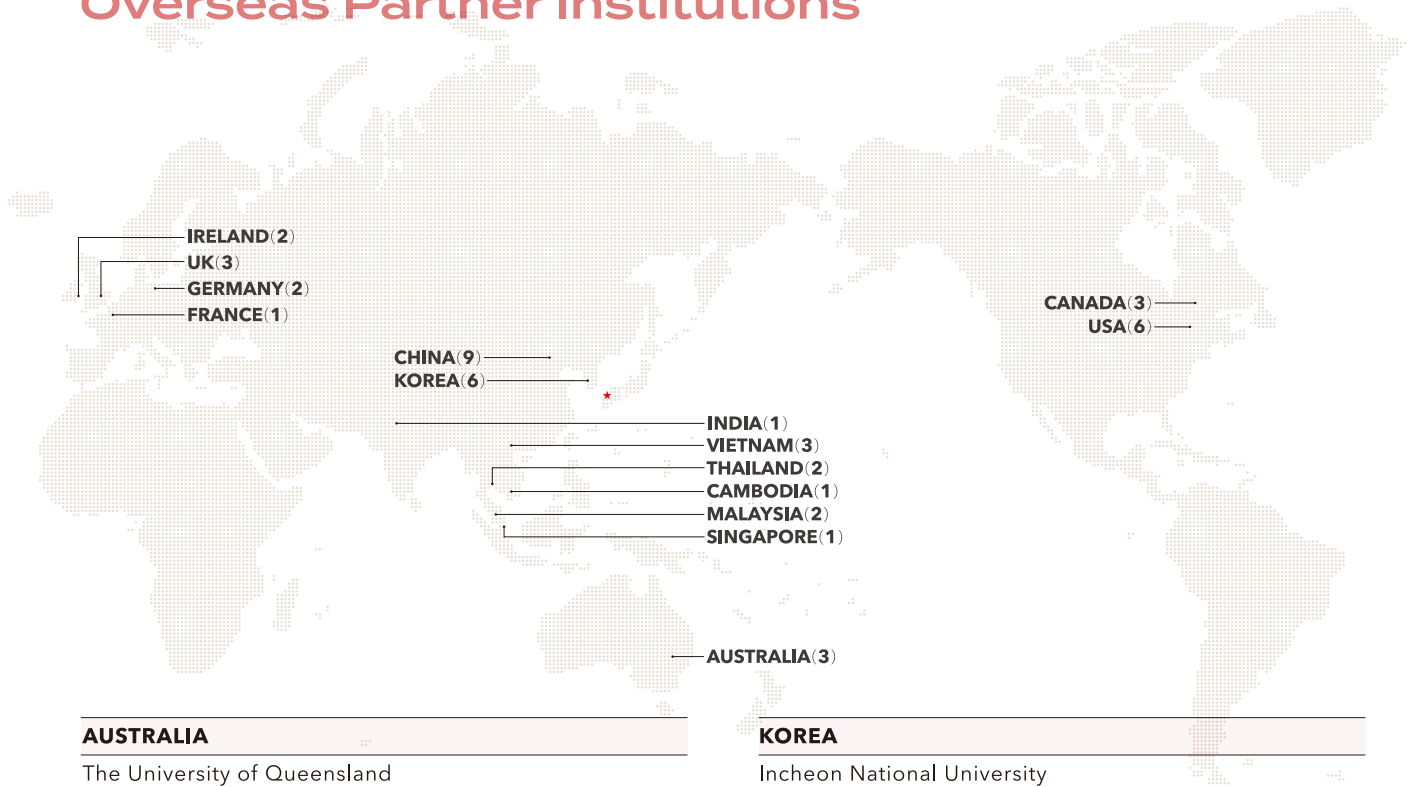 Overseas Partner Institutions
IRELAND(2)
UK(3)
GERMANY(2)
FRANCE(1)
CANADA(3)
USA(6)
CHINA(9)
KOREA(6)
INDIA(1)
VIETNAM(3)
THAILAND(2)
CAMBODIA(1)
MALAYSIA(2)
SINGAPORE(1)
AUSTRALIA(3)
AUSTRALIA
The University of Queensland
KOREA
Incheon National University